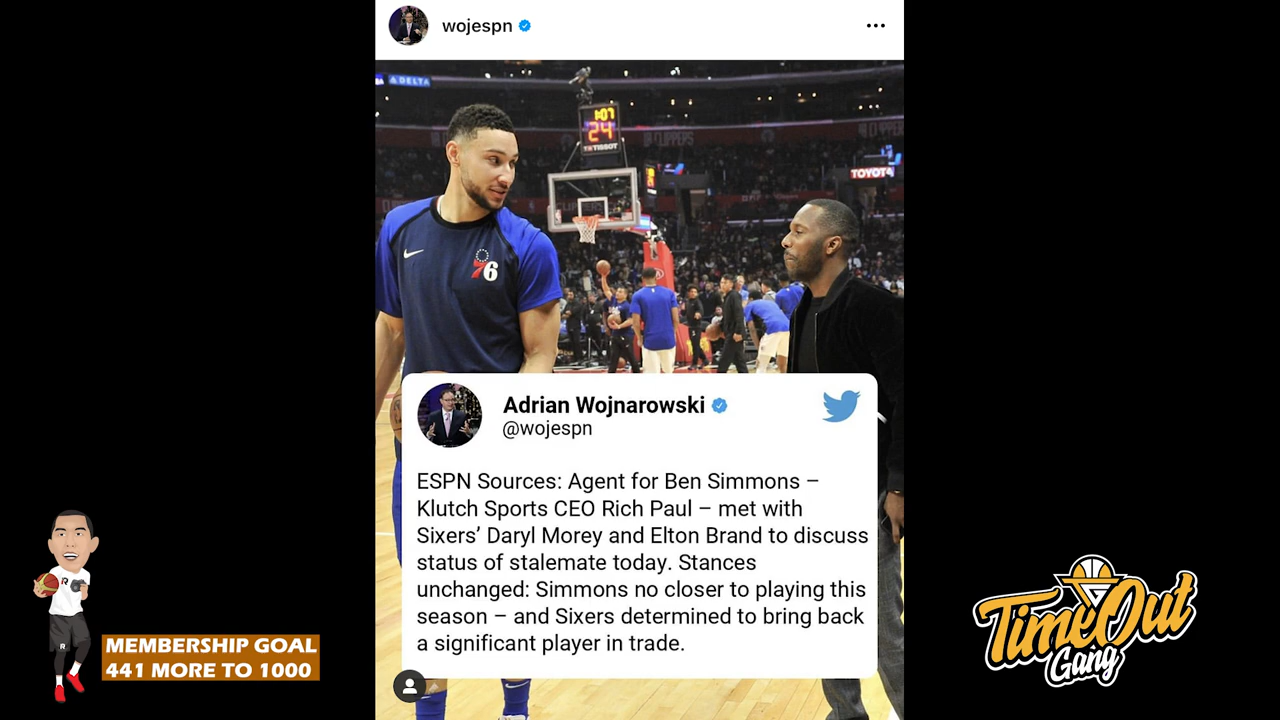 wojespn
DELTA
1:07
24
TISSOT
CLIPPERS
TOYOTA
76
Adrian Wojnarowski
@wojespn
ESPN Sources: Agent for Ben Simmons –
Klutch Sports CEO Rich Paul – met with
Sixers’ Daryl Morey and Elton Brand to discuss
status of stalemate today. Stances
unchanged: Simmons no closer to playing this
season – and Sixers determined to bring back
a significant player in trade.
R
R
MEMBERSHIP GOAL
441 MORE TO 1000
TimeOut
Gang